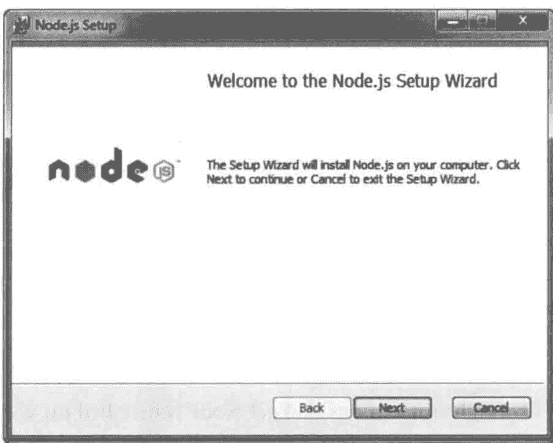 Node.js Setup
Welcome to the Node.js Setup Wizard
node JS
The Setup Wizard will install Node.js on your computer. Click
Next to continue or Cancel to exit the Setup Wizard.
Back Next Cancel